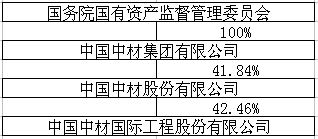 国务院国有资产监督管理委员会
100%
中国中材集团有限公司
41.84%
中国中材股份有限公司
42.46%
中国中材国际工程股份有限公司